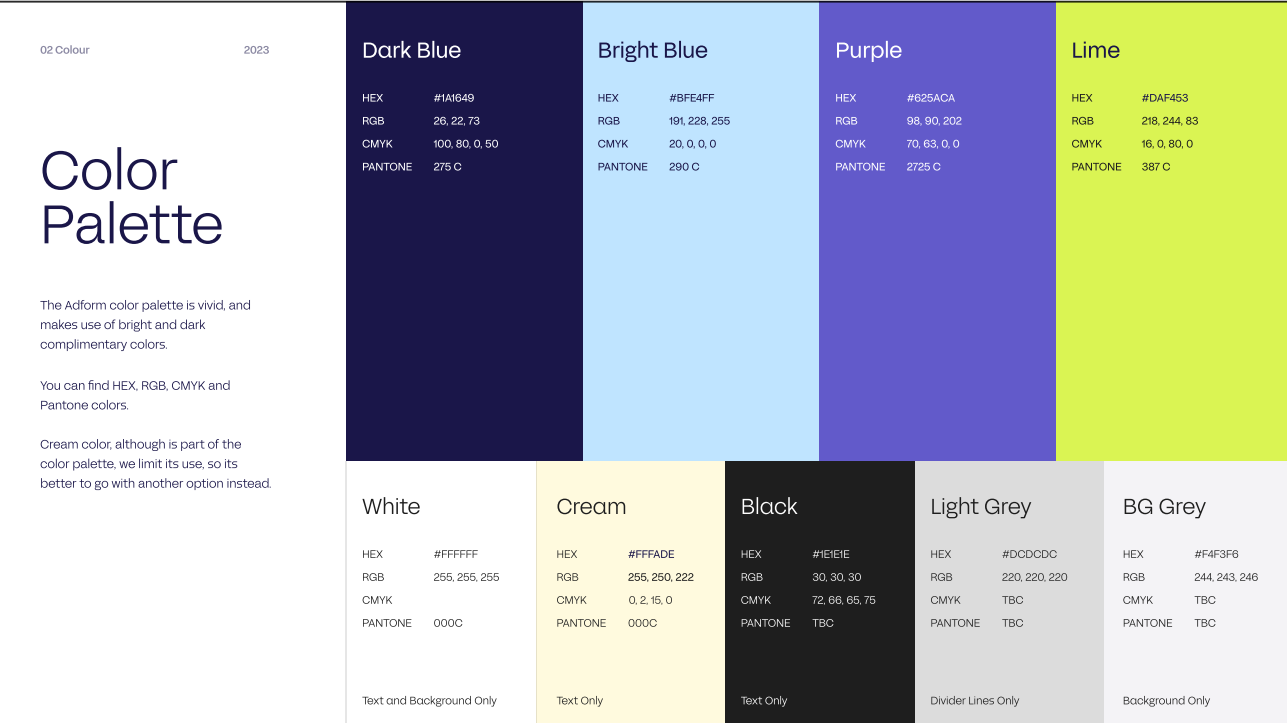 02 Colour 2023
Color
Palette
The Adform color palette is vivid, and
makes use of bright and dark
complimentary colors.
You can find HEX, RGB, CMYK and
Pantone colors.
Cream color, although is part of the
color palette, we limit its use, so its
better to go with another option instead.
Dark Blue
HEX #1A1649
RGB 26, 22, 73
CMYK 100, 80, 0, 50
PANTONE 275 C
Bright Blue
HEX #BFE4FF
RGB 191, 228, 255
CMYK 20, 0, 0, 0
PANTONE 290 C
Purple
HEX #625ACA
RGB 98, 90, 202
CMYK 70, 63, 0, 0
PANTONE 2725 C
Lime
HEX #DAF453
RGB 218, 244, 83
CMYK 16, 0, 80, 0
PANTONE 387 C
White
HEX #FFFFFF
RGB 255, 255, 255
CMYK
PANTONE 000C
Text and Background Only
Cream
HEX #FFFADE
RGB 255, 250, 222
CMYK 0, 2, 15, 0
PANTONE 000C
Text Only
Black
HEX #1E1E1E
RGB 30, 30, 30
CMYK 72, 66, 65, 75
PANTONE TBC
Text Only
Light Grey
HEX #DCDCDC
RGB 220, 220, 220
CMYK TBC
PANTONE TBC
Divider Lines Only
BG Grey
HEX #F4F3F6
RGB 244, 243, 246
CMYK TBC
PANTONE TBC
Background Only